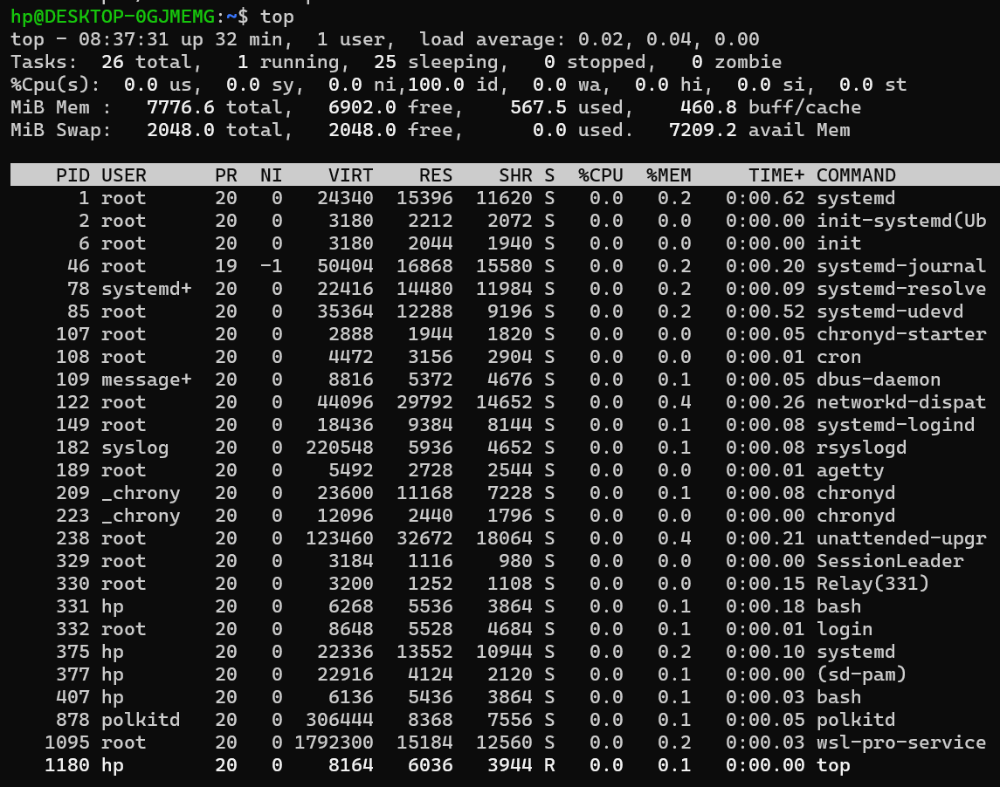 hp@DESKTOP-0GJMEMG:~$ top
top - 08:37:31 up 32 min,  1 user,  load average: 0.02, 0.04, 0.00
Tasks:  26 total,   1 running,  25 sleeping,   0 stopped,   0 zombie
%Cpu(s):  0.0 us,  0.0 sy,  0.0 ni,100.0 id,  0.0 wa,  0.0 hi,  0.0 si,  0.0 st
MiB Mem :   7776.6 total,   6902.0 free,    567.5 used,    460.8 buff/cache
MiB Swap:   2048.0 total,   2048.0 free,      0.0 used.   7209.2 avail Mem
    PID USER      PR  NI    VIRT    RES    SHR S  %CPU  %MEM     TIME+ COMMAND
      1 root      20   0   24340  15396  11620 S   0.0   0.2   0:00.62 systemd
      2 root      20   0    3180   2212   2072 S   0.0   0.0   0:00.00 init-systemd(Ub
      6 root      20   0    3180   2044   1940 S   0.0   0.0   0:00.00 init
     46 root      19  -1   50404  16868  15580 S   0.0   0.2   0:00.20 systemd-journal
     78 systemd+  20   0   22416  14480  11984 S   0.0   0.2   0:00.09 systemd-resolve
     85 root      20   0   35364  12288   9196 S   0.0   0.2   0:00.52 systemd-udevd
    107 root      20   0    2888   1944   1820 S   0.0   0.0   0:00.05 chronyd-starter
    108 root      20   0    4472   3156   2904 S   0.0   0.0   0:00.01 cron
    109 message+  20   0    8816   5372   4676 S   0.0   0.1   0:00.05 dbus-daemon
    122 root      20   0   44096  29792  14652 S   0.0   0.4   0:00.26 networkd-dispat
    149 root      20   0   18436   9384   8144 S   0.0   0.1   0:00.08 systemd-logind
    182 syslog    20   0  220548   5936   4652 S   0.0   0.1   0:00.08 rsyslogd
    189 root      20   0    5492   2728   2544 S   0.0   0.0   0:00.01 agetty
    209 _chrony   20   0   23600  11168   7228 S   0.0   0.1   0:00.08 chronyd
    223 _chrony   20   0   12096   2440   1796 S   0.0   0.0   0:00.00 chronyd
    238 root      20   0  123460  32672  18064 S   0.0   0.4   0:00.21 unattended-upgr
    329 root      20   0    3184   1116    980 S   0.0   0.0   0:00.00 SessionLeader
    330 root      20   0    3200   1252   1108 S   0.0   0.0   0:00.15 Relay(331)
    331 hp        20   0    6268   5536   3864 S   0.0   0.1   0:00.18 bash
    332 root      20   0    8648   5528   4684 S   0.0   0.1   0:00.01 login
    375 hp        20   0   22336  13552  10944 S   0.0   0.2   0:00.10 systemd
    377 hp        20   0   22916   4124   2120 S   0.0   0.1   0:00.00 (sd-pam)
    407 hp        20   0    6136   5436   3864 S   0.0   0.1   0:00.03 bash
    878 polkitd   20   0  306444   8368   7556 S   0.0   0.1   0:00.05 polkitd
   1095 root      20   0 1792300  15184  12560 S   0.0   0.2   0:00.03 wsl-pro-service
   1180 hp        20   0    8164   6036   3944 R   0.0   0.1   0:00.00 top